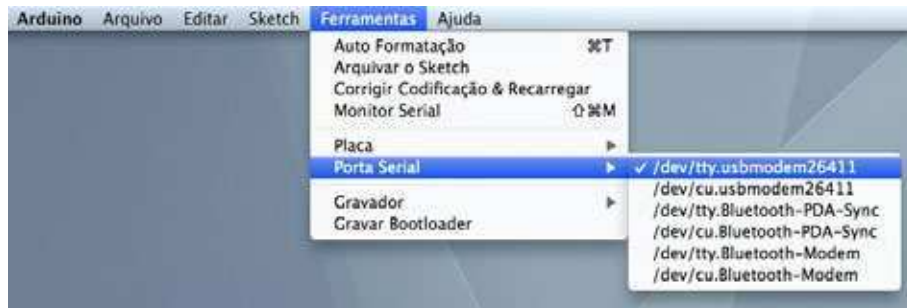 Arduino Arquivo Editar Sketch Ferramentas Ajuda
Auto Formatação ⌘T
Arquivar o Sketch
Corrigir Codificação & Recarregar
Monitor Serial ⇧⌘M
Placa ▶
Porta Serial ▶
Gravador ▶
Gravar Bootloader
✓ /dev/tty.usbmodem26411
/dev/cu.usbmodem26411
/dev/tty.Bluetooth-PDA-Sync
/dev/cu.Bluetooth-PDA-Sync
/dev/tty.Bluetooth-Modem
/dev/cu.Bluetooth-Modem